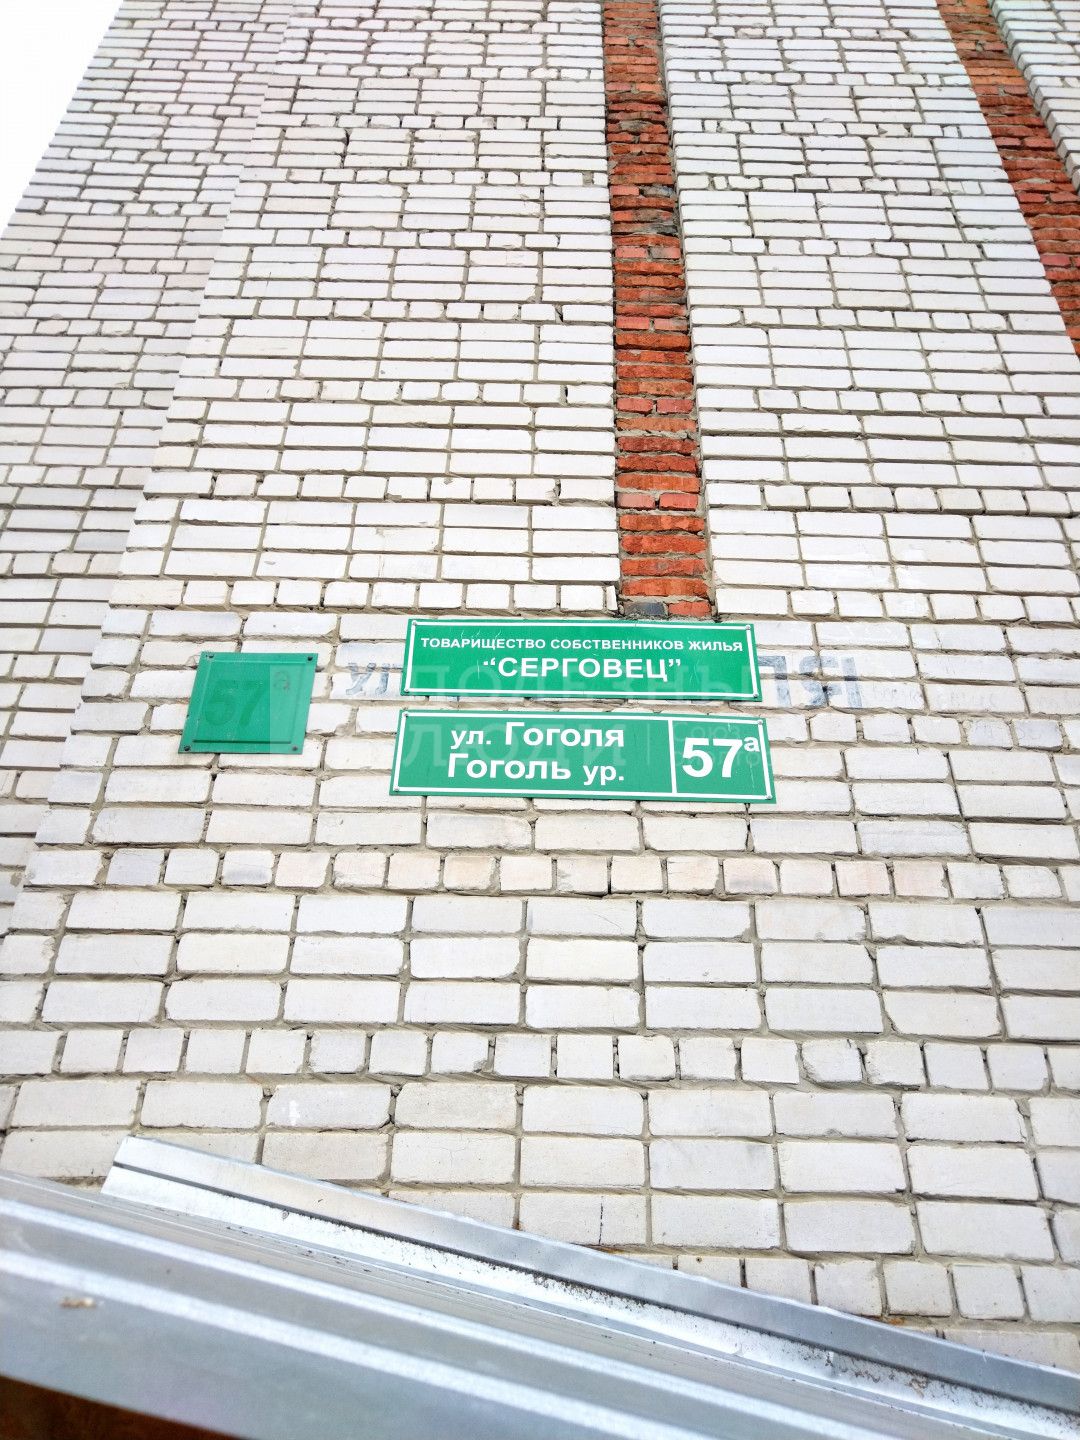 ТОВАРИЩЕСТВО СОБСТВЕННИКОВ ЖИЛЬЯ
“СЕРГОВЕЦ”
57а
ул. Гоголя
Гоголь ур.
57а